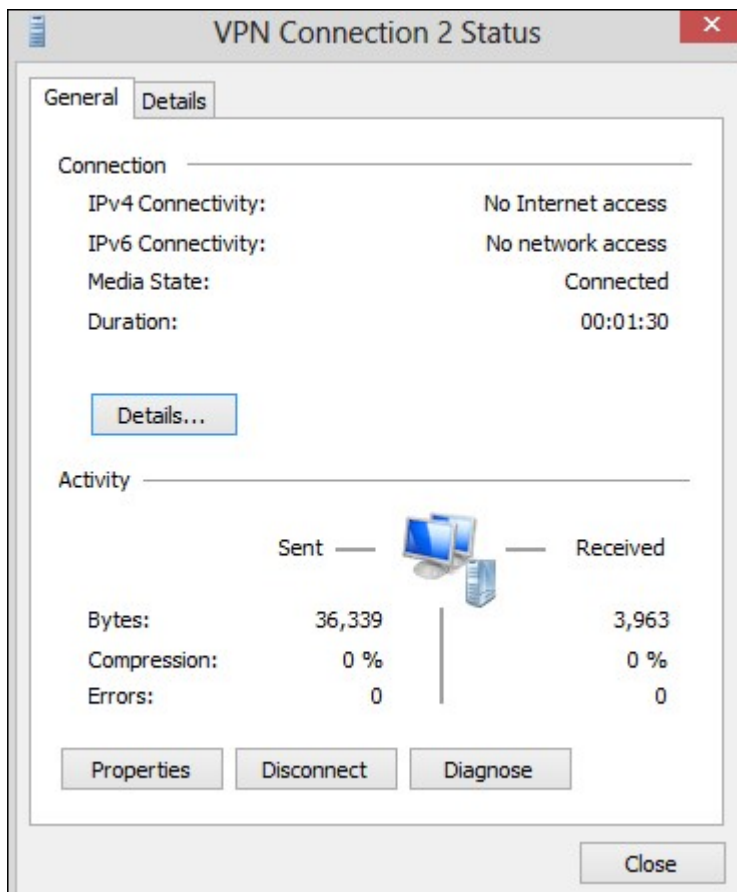 VPN Connection 2 Status
General Details
Connection
IPv4 Connectivity: No Internet access
IPv6 Connectivity: No network access
Media State: Connected
Duration: 00:01:30
Details...
Activity
Sent Received
Bytes: 36,339 3,963
Compression: 0 % 0 %
Errors: 0 0
Properties Disconnect Diagnose
Close